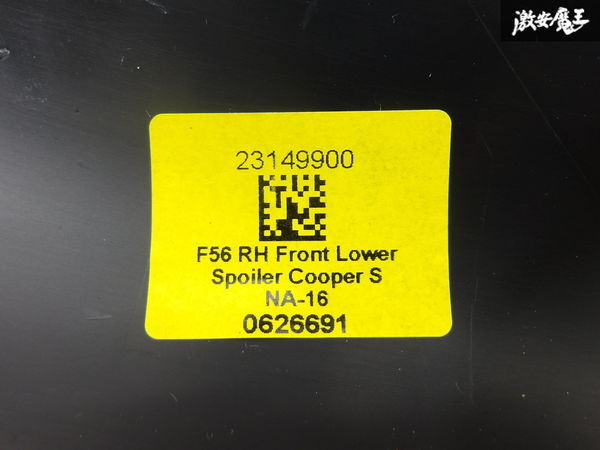 激安魔王
23149900
F56 RH Front Lower
Spoiler Cooper S
NA-16
0626691